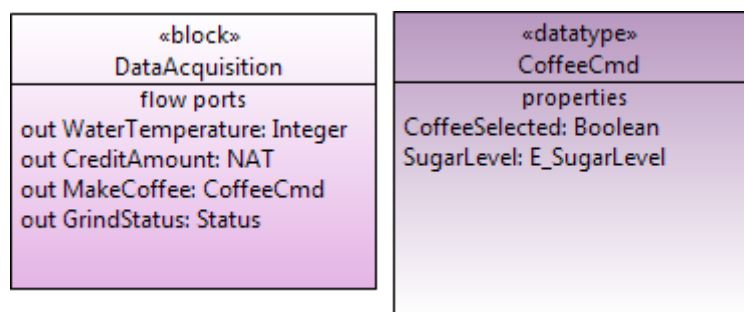 «block»
DataAcquisition
flow ports
out WaterTemperature: Integer
out CreditAmount: NAT
out MakeCoffee: CoffeeCmd
out GrindStatus: Status
«datatype»
CoffeeCmd
properties
CoffeeSelected: Boolean
SugarLevel: E_SugarLevel